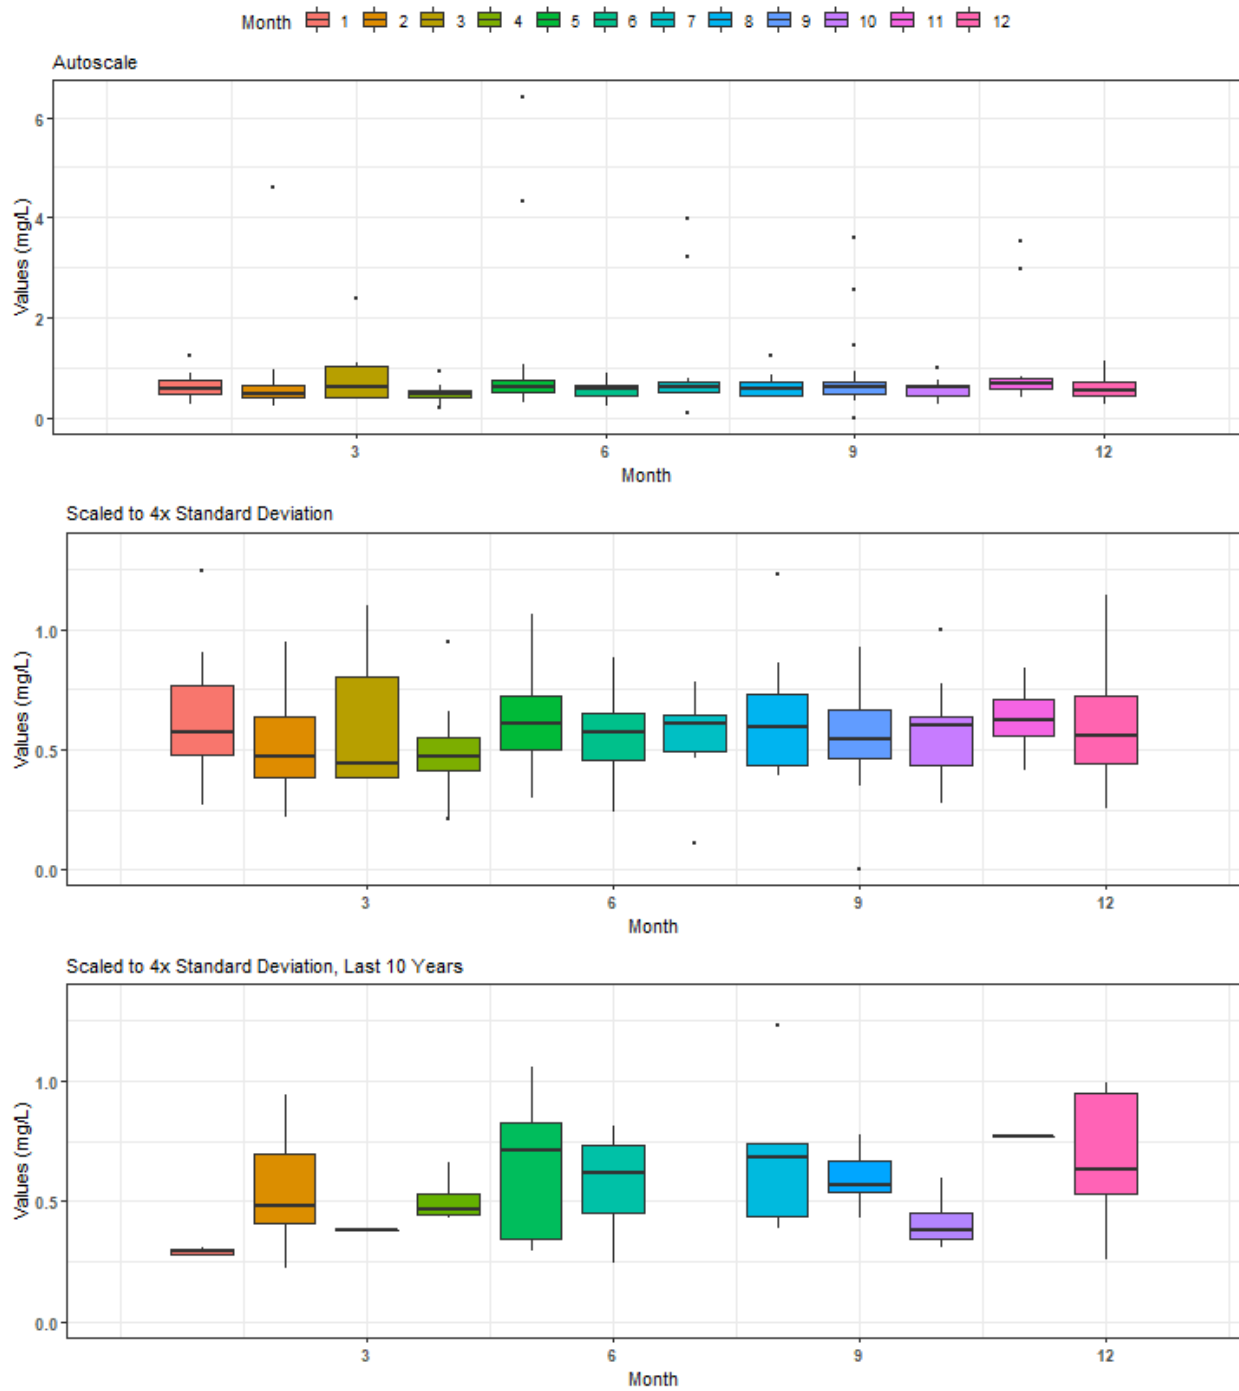 Month 1 2 3 4 5 6 7 8 9 10 11 12
Autoscale
Values (mg/L)
6
4
2
0
3 6 9 12
Month
Scaled to 4x Standard Deviation
Values (mg/L)
1.0
0.5
0.0
3 6 9 12
Month
Scaled to 4x Standard Deviation, Last 10 Years
Values (mg/L)
1.0
0.5
0.0
3 6 9 12
Month